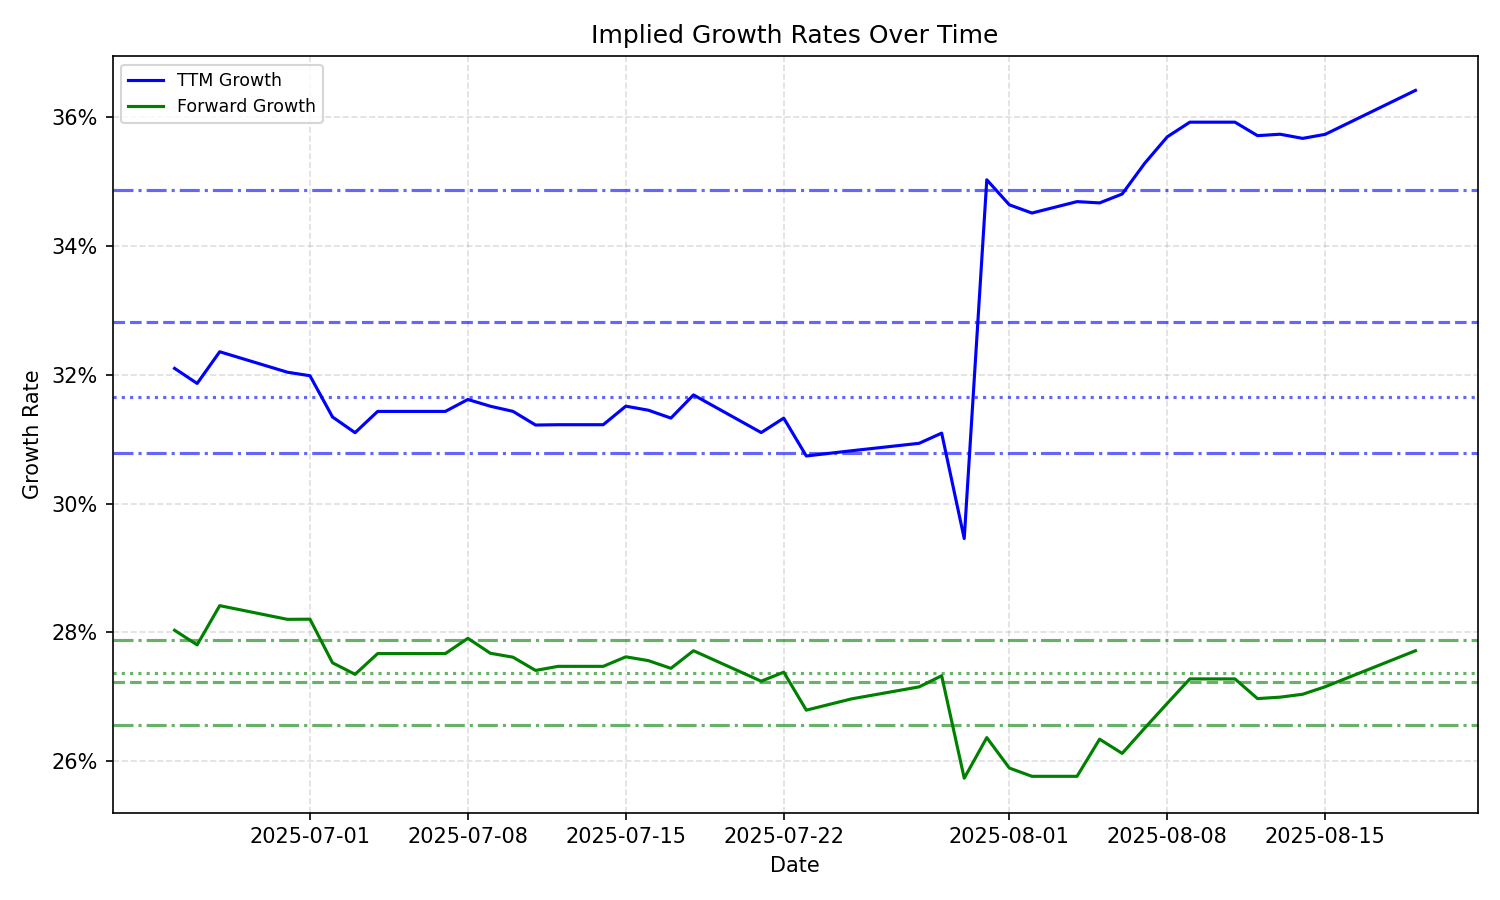 Implied Growth Rates Over Time
TTM Growth
Forward Growth
36%
34%
32%
30%
28%
26%
Growth Rate
2025-07-01 2025-07-08 2025-07-15 2025-07-22 2025-08-01 2025-08-08 2025-08-15
Date